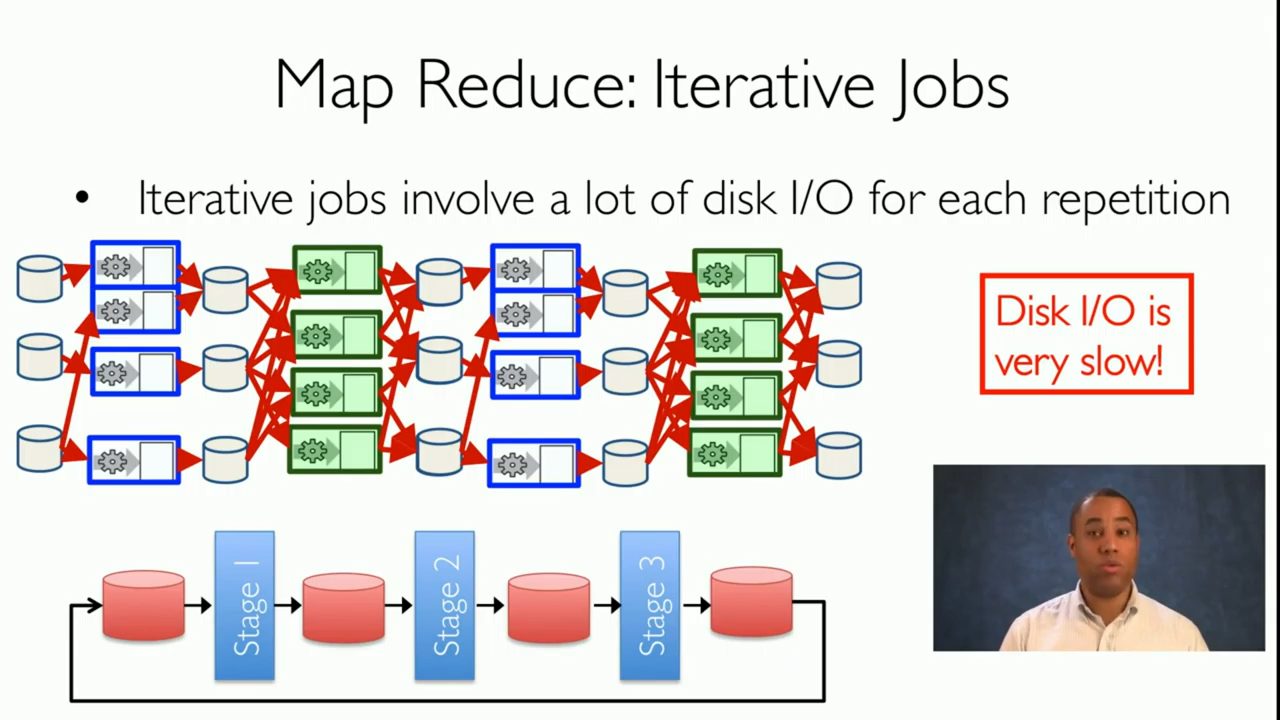 Map Reduce: Iterative Jobs
• Iterative jobs involve a lot of disk I/O for each repetition
Disk I/O is
very slow!
Stage 1
Stage 2
Stage 3